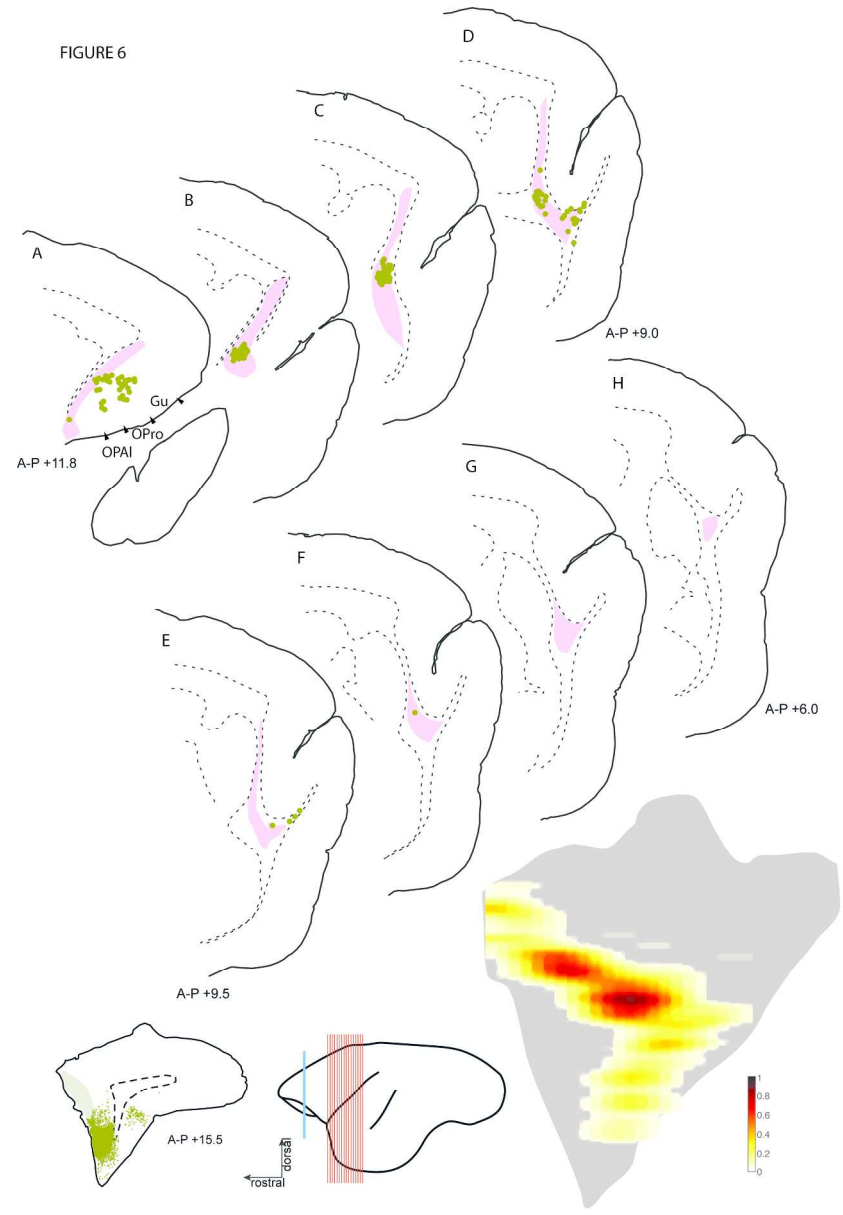 FIGURE 6
D
C
B
A
A-P +9.0
H
Gu
OPro
OPAl
A-P +11.8
G
F
E
A-P +6.0
A-P +9.5
A-P +15.5
dorsal
rostral
1
0.8
0.6
0.4
0.2
0